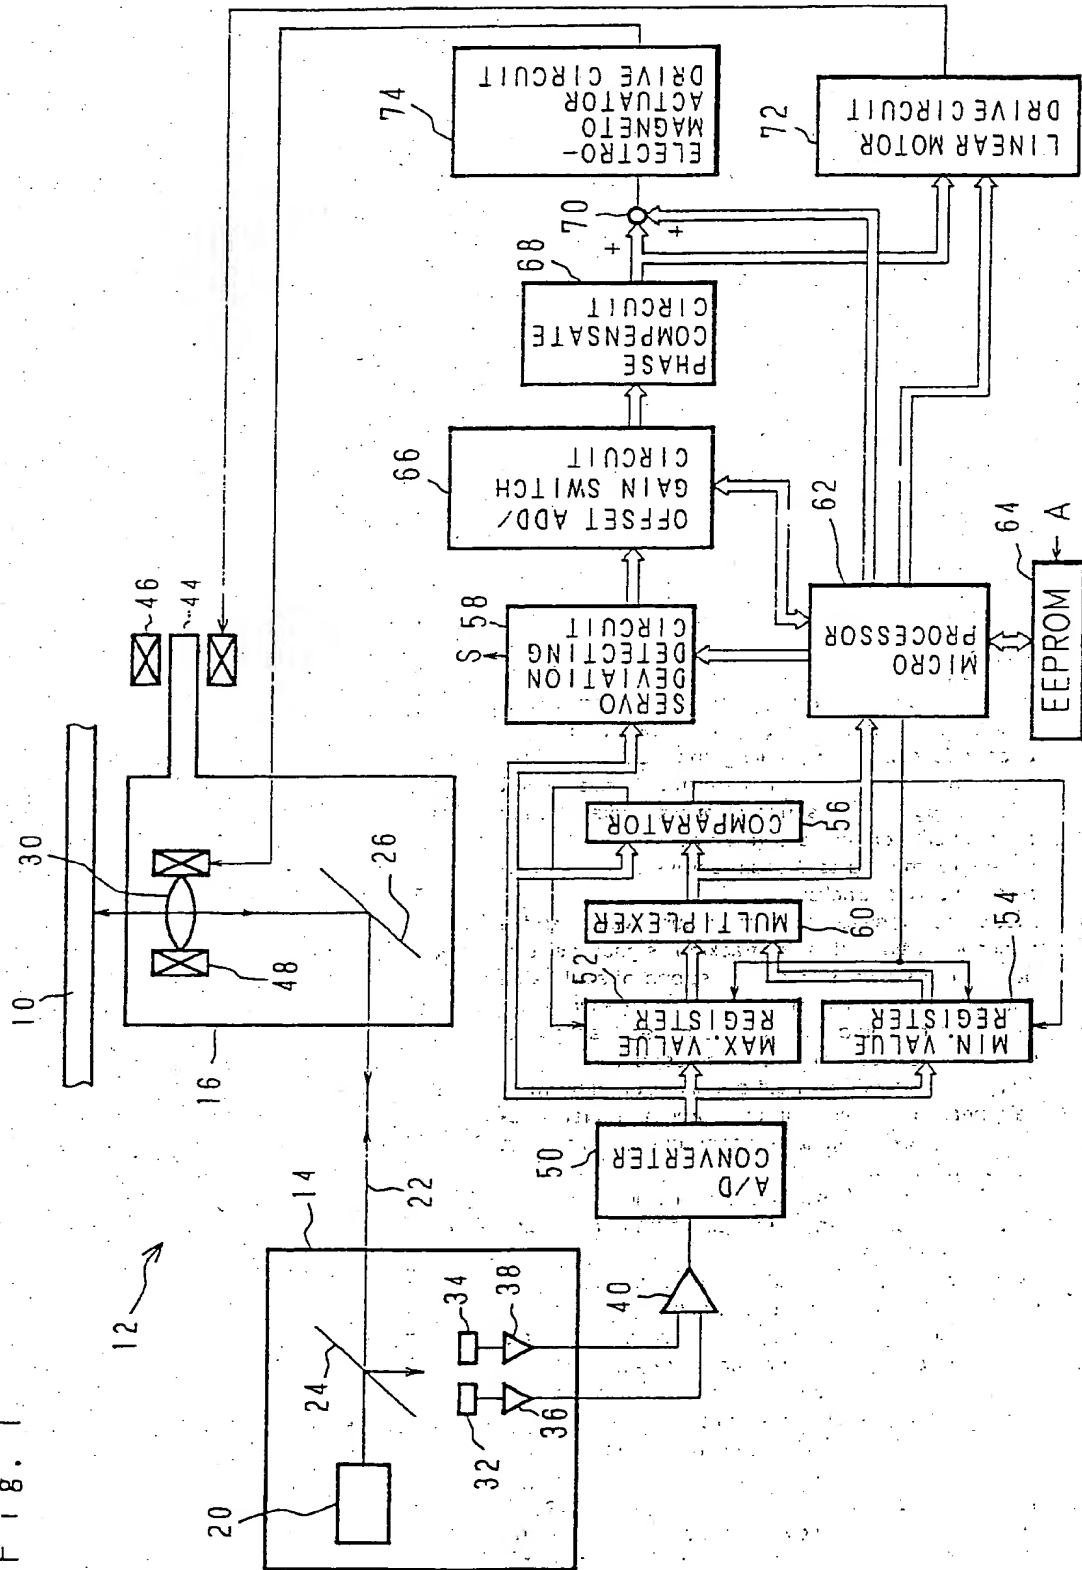 Fig. 1
10
12
14
16
20
22
24
26
30
32
34
36
38
40
44
46
48
A/D
CONVERTER
50
MAX. VALUE
REGISTER
52
MIN. VALUE
REGISTER
54
MULTIPLEXER
60
COMPARATOR
56
SERVO
DEVIATION
DETECTING
CIRCUIT
58
S
MICRO
PROCESSOR
62
EEPROM
64
A
OFFSET ADD/
GAIN SWITCH
CIRCUIT
66
PHASE
COMPENSATE
CIRCUIT
68
+
+
70
ELECTRO-
MAGNETO
ACTUATOR
DRIVE CIRCUIT
74
LINEAR MOTOR
DRIVE CIRCUIT
72